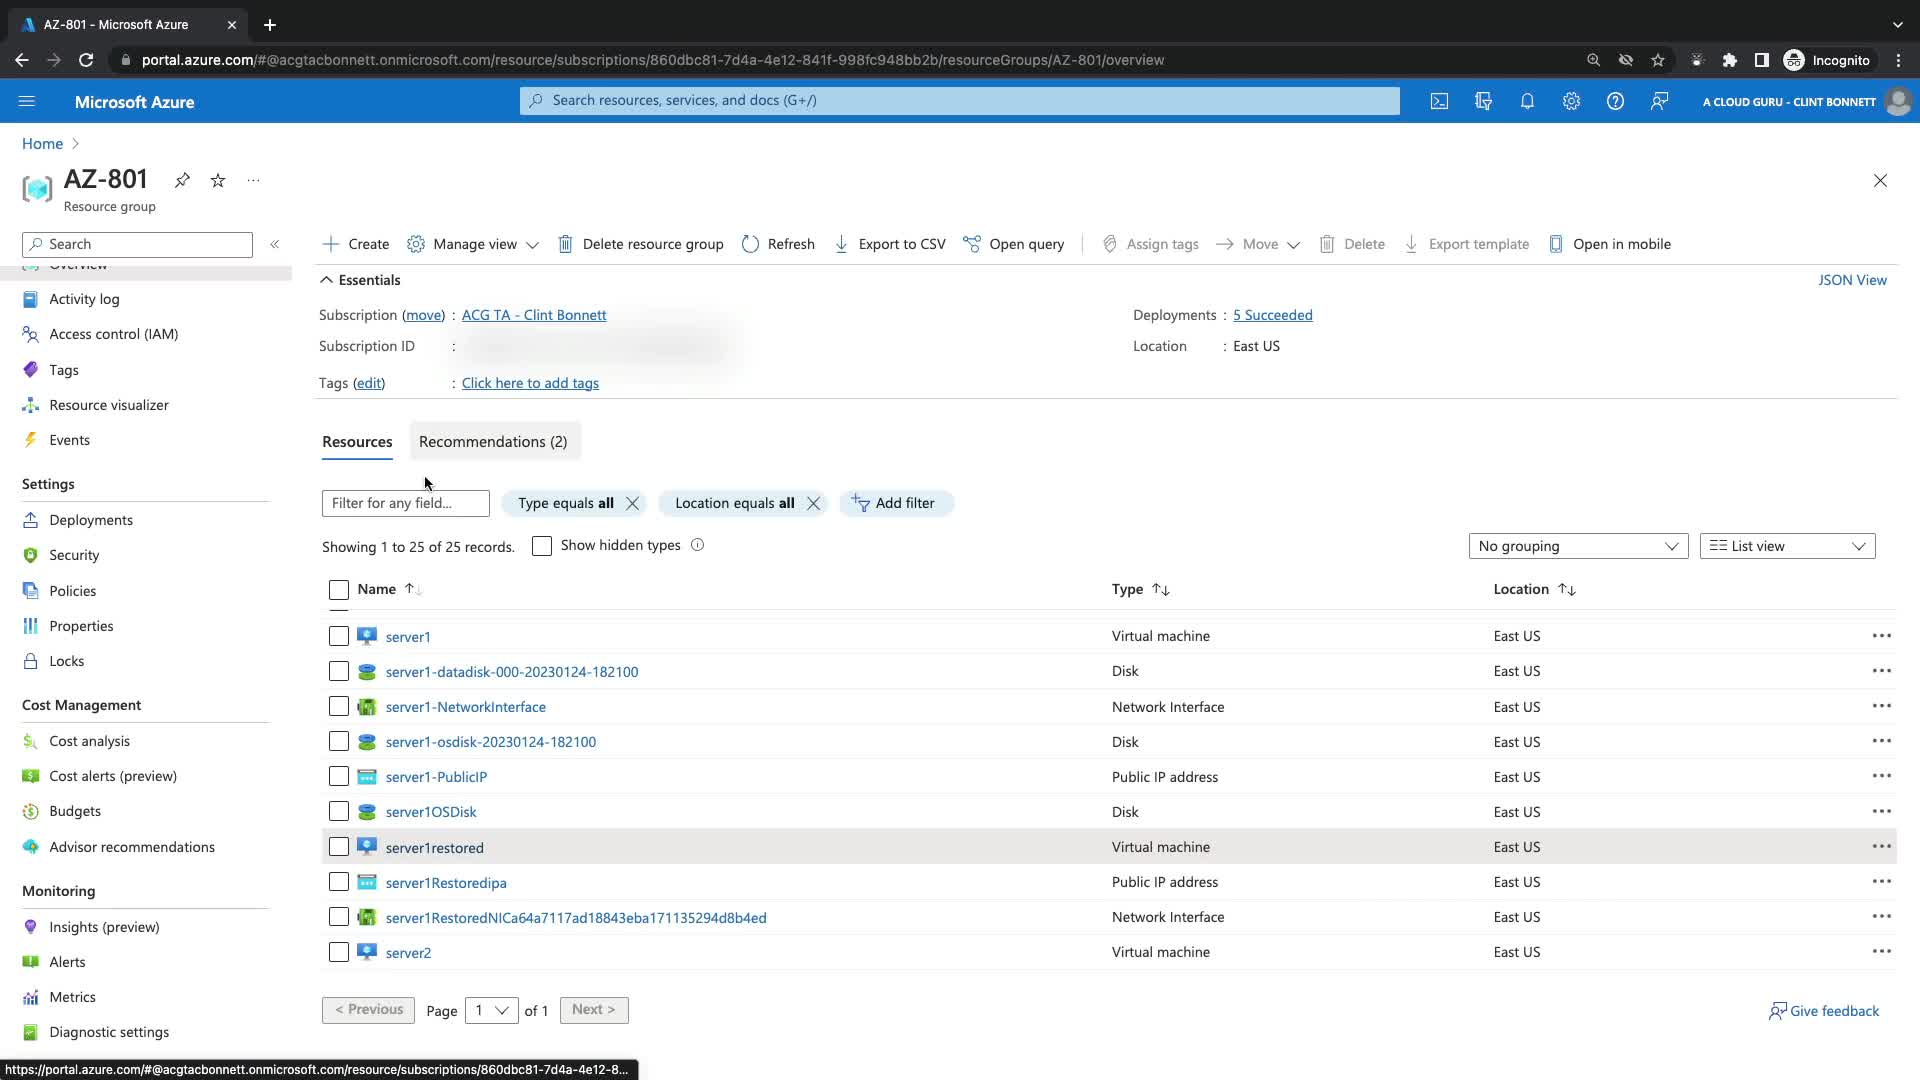 AZ-801 - Microsoft Azure
portal.azure.com/#@acgtacbonnett.onmicrosoft.com/resource/subscriptions/860dbc81-7d4a-4e12-841f-998fc948bb2b/resourceGroups/AZ-801/overview
Incognito
Microsoft Azure
Search resources, services, and docs (G+/)
A CLOUD GURU - CLINT BONNETT
Home
AZ-801
Resource group
Search
Create
Manage view
Delete resource group
Refresh
Export to CSV
Open query
Assign tags
Move
Delete
Export template
Open in mobile
Overview
Activity log
Access control (IAM)
Tags
Resource visualizer
Events
Settings
Deployments
Security
Policies
Properties
Locks
Cost Management
Cost analysis
Cost alerts (preview)
Budgets
Advisor recommendations
Monitoring
Insights (preview)
Alerts
Metrics
Diagnostic settings
Essentials
JSON View
Subscription (move) : ACG TA - Clint Bonnett
Deployments : 5 Succeeded
Subscription ID :
Location : East US
Tags (edit) : Click here to add tags
Resources
Recommendations (2)
Filter for any field...
Type equals all
Location equals all
Add filter
Showing 1 to 25 of 25 records.
Show hidden types
No grouping
List view
Name Type Location
server1 Virtual machine East US
server1-datadisk-000-20230124-182100 Disk East US
server1-NetworkInterface Network Interface East US
server1-osdisk-20230124-182100 Disk East US
server1-PublicIP Public IP address East US
server1OSDisk Disk East US
server1restored Virtual machine East US
server1Restoredipa Public IP address East US
server1RestoredNICa64a7117ad18843eba171135294d8b4ed Network Interface East US
server2 Virtual machine East US
< Previous Page 1 of 1 Next >
Give feedback
https://portal.azure.com/#@acgtacbonnett.onmicrosoft.com/resource/subscriptions/860dbc81-7d4a-4e12-8...